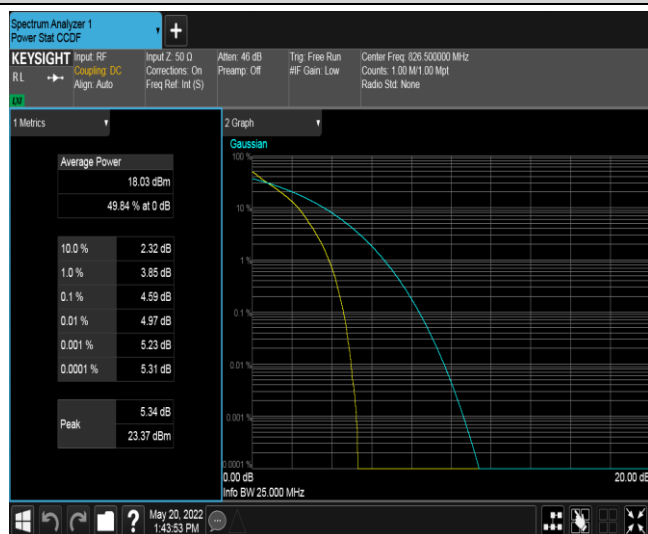 Spectrum Analyzer 1
Power Stat CCDF
+
KEYSIGHT
RL
LXI
Input: RF
Coupling: DC
Align: Auto
Input Z: 50 Ω
Corrections: On
Freq Ref: Int (S)
Atten: 46 dB
Preamp: Off
Trig: Free Run
#IF Gain: Low
Center Freq: 826.500000 MHz
Counts: 1.00 M/1.00 Mpt
Radio Std: None
1 Metrics
Average Power
18.03 dBm
49.84 % at 0 dB
10.0 % 2.32 dB
1.0 % 3.85 dB
0.1 % 4.59 dB
0.01 % 4.97 dB
0.001 % 5.23 dB
0.0001 % 5.31 dB
Peak
5.34 dB
23.37 dBm
2 Graph
Gaussian
100 %
10 %
1 %
0.1 %
0.01 %
0.001 %
0.0001 %
0.00 dB
20.00 dB
Info BW 25.000 MHz
?
May 20, 2022
1:43:53 PM